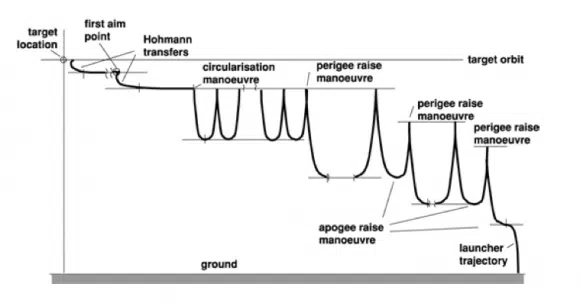 target
location
first aim
point
Hohmann
transfers
circularisation
manoeuvre
perigee raise
manoeuvre
target orbit
perigee raise
manoeuvre
perigee raise
manoeuvre
apogee raise
manoeuvre
launcher
trajectory
ground